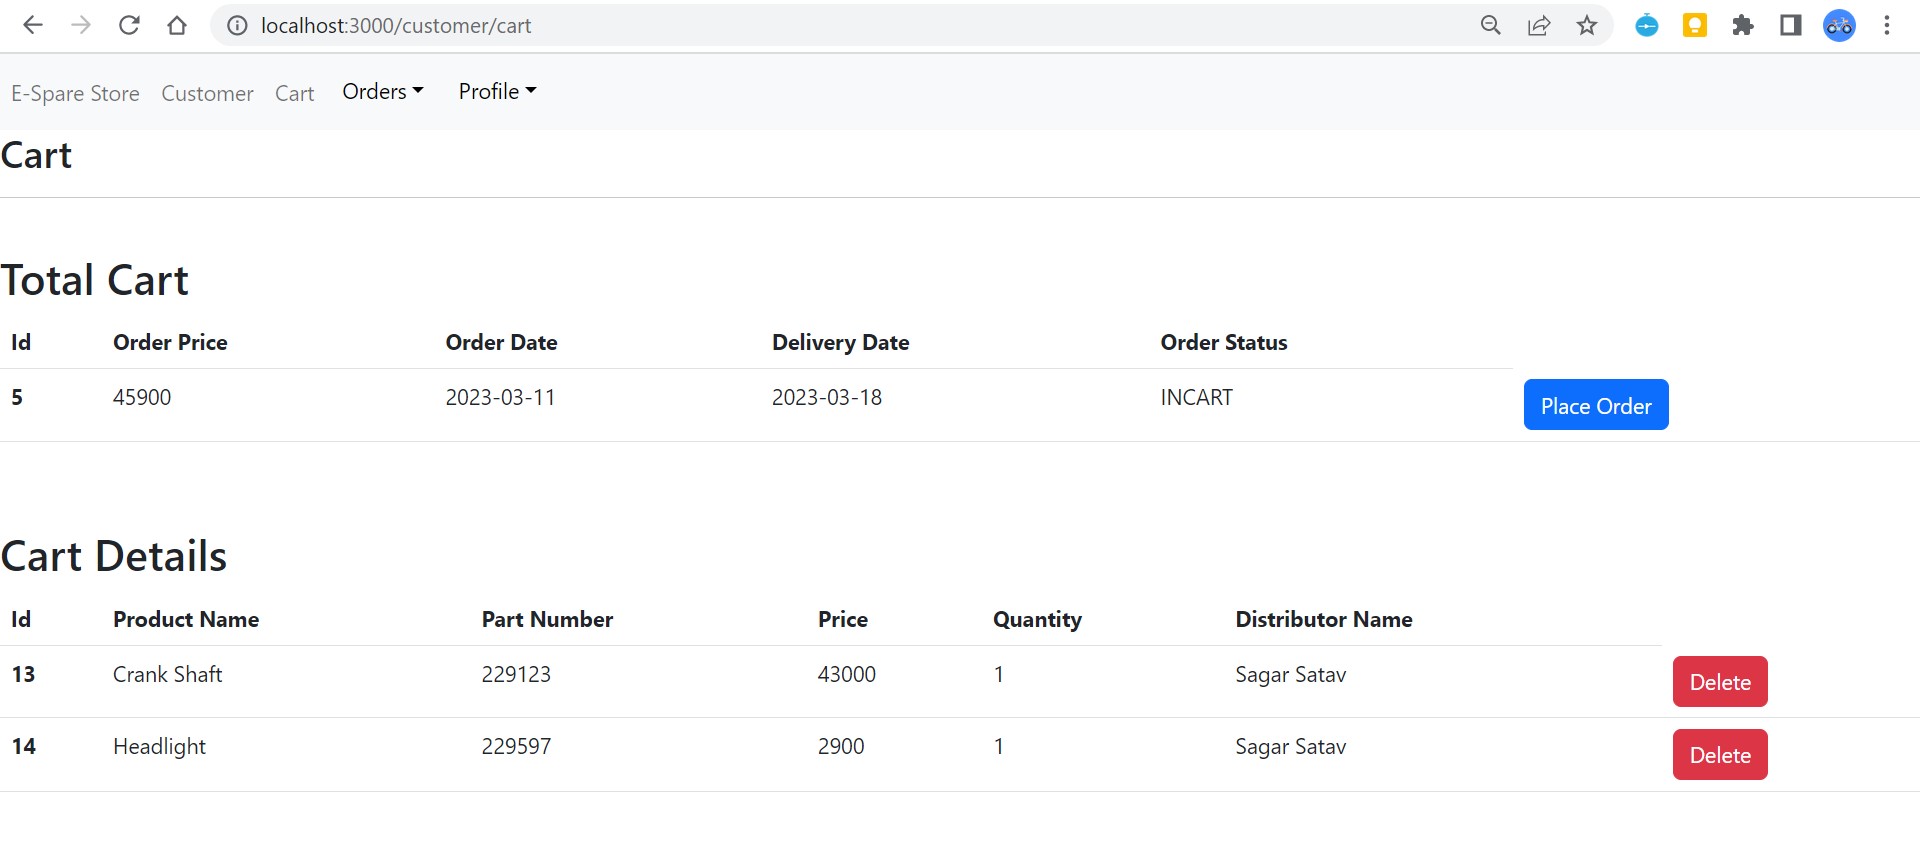 localhost:3000/customer/cart
E-Spare Store Customer Cart Orders Profile
Cart
Total Cart
Id Order Price Order Date Delivery Date Order Status
5 45900 2023-03-11 2023-03-18 INCART Place Order
Cart Details
Id Product Name Part Number Price Quantity Distributor Name
13 Crank Shaft 229123 43000 1 Sagar Satav Delete
14 Headlight 229597 2900 1 Sagar Satav Delete